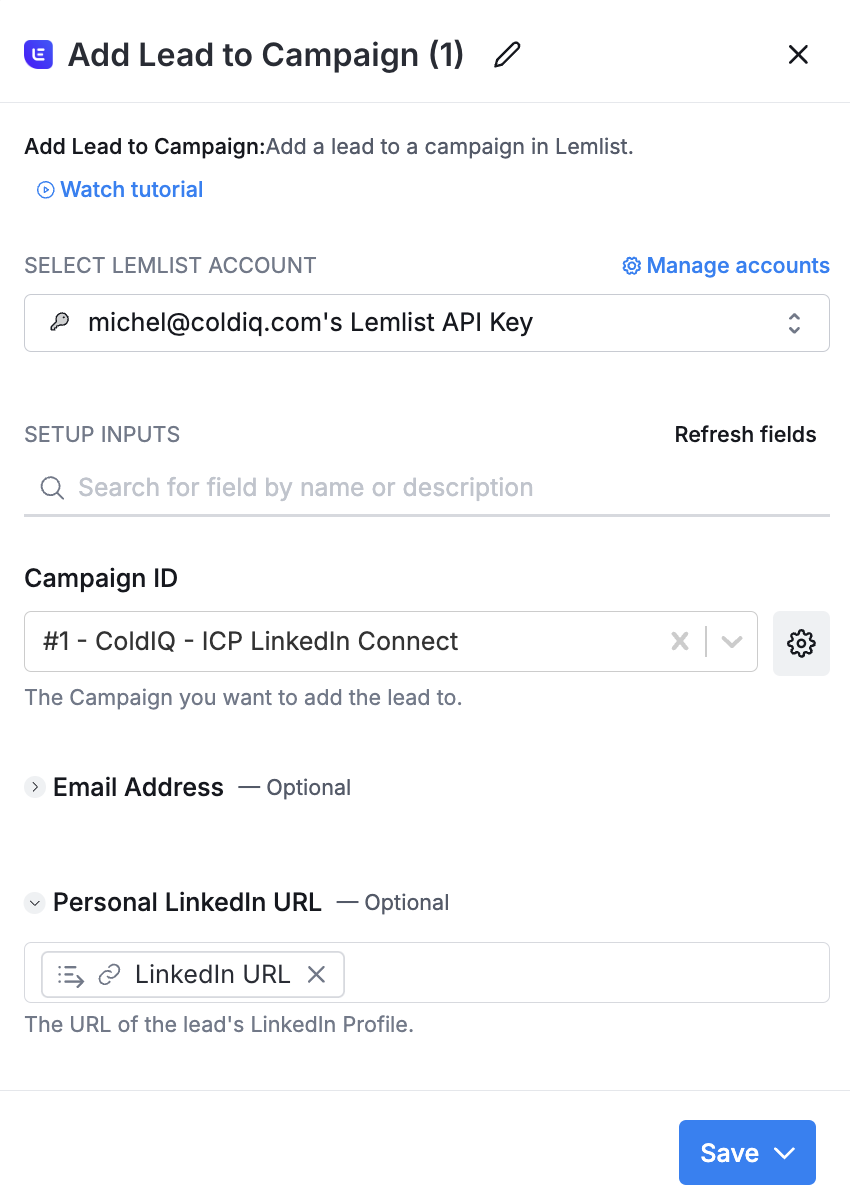 Add Lead to Campaign (1)
Add Lead to Campaign:Add a lead to a campaign in Lemlist.
Watch tutorial
SELECT LEMLIST ACCOUNT
Manage accounts
michel@coldiq.com's Lemlist API Key
SETUP INPUTS
Refresh fields
Search for field by name or description
Campaign ID
#1 - ColdIQ - ICP LinkedIn Connect
The Campaign you want to add the lead to.
Email Address — Optional
Personal LinkedIn URL — Optional
LinkedIn URL
The URL of the lead's LinkedIn Profile.
Save